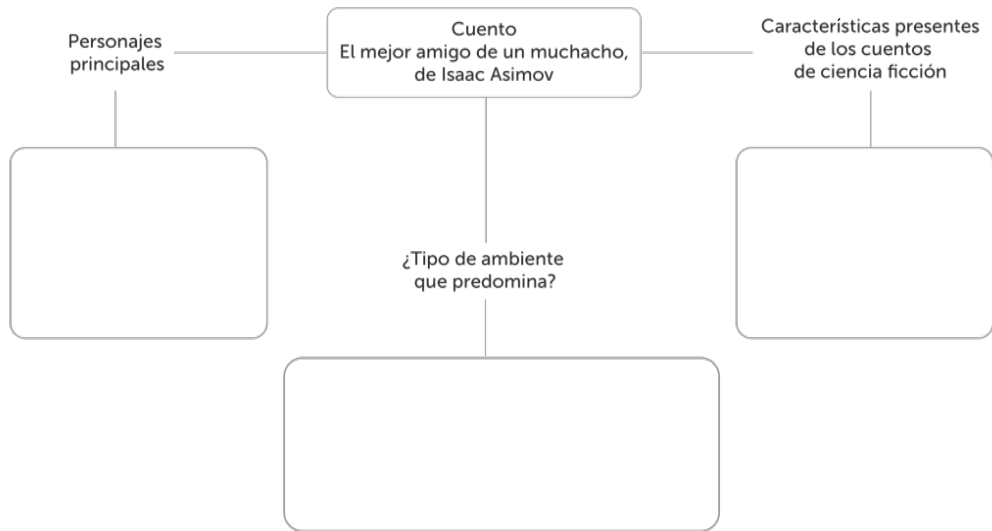 Personajes
principales
Cuento
El mejor amigo de un muchacho,
de Isaac Asimov
Características presentes
de los cuentos
de ciencia ficción
¿Tipo de ambiente
que predomina?